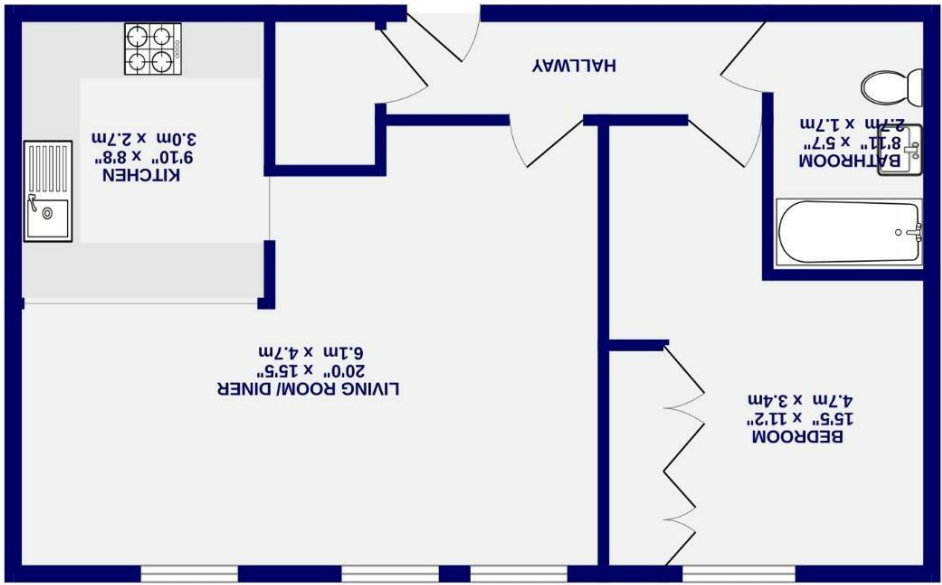 BEDROOM
15'5" x 11'2"
4.7m x 3.4m
LIVING ROOM/ DINER
20'0" x 15'5"
6.1m x 4.7m
BATHROOM
8'11" x 5'7"
2.7m x 1.7m
KITCHEN
9'10" x 8'8"
3.0m x 2.7m
HALLWAY